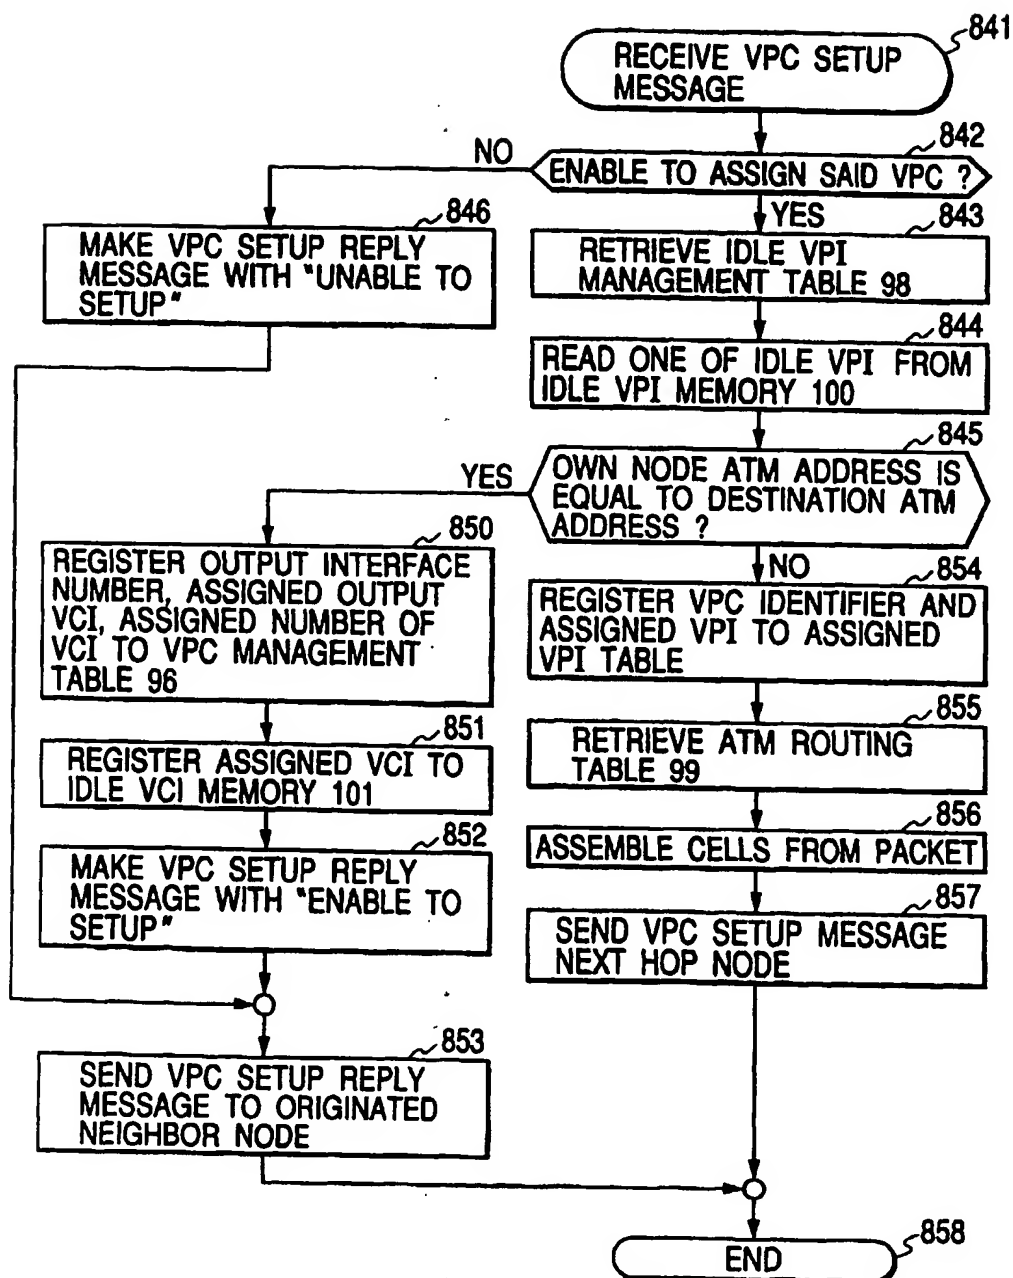 841
RECEIVE VPC SETUP
MESSAGE
842
NO
ENABLE TO ASSIGN SAID VPC ?
YES
846
MAKE VPC SETUP REPLY
MESSAGE WITH "UNABLE TO
SETUP"
843
RETRIEVE IDLE VPI
MANAGEMENT TABLE 98
844
READ ONE OF IDLE VPI FROM
IDLE VPI MEMORY 100
845
YES
OWN NODE ATM ADDRESS IS
EQUAL TO DESTINATION ATM
ADDRESS ?
NO
850
REGISTER OUTPUT INTERFACE
NUMBER, ASSIGNED OUTPUT
VCI, ASSIGNED NUMBER OF
VCI TO VPC MANAGEMENT
TABLE 96
854
REGISTER VPC IDENTIFIER AND
ASSIGNED VPI TO ASSIGNED
VPI TABLE
851
REGISTER ASSIGNED VCI TO
IDLE VCI MEMORY 101
855
RETRIEVE ATM ROUTING
TABLE 99
852
MAKE VPC SETUP REPLY
MESSAGE WITH "ENABLE TO
SETUP"
856
ASSEMBLE CELLS FROM PACKET
857
SEND VPC SETUP MESSAGE
NEXT HOP NODE
853
SEND VPC SETUP REPLY
MESSAGE TO ORIGINATED
NEIGHBOR NODE
858
END